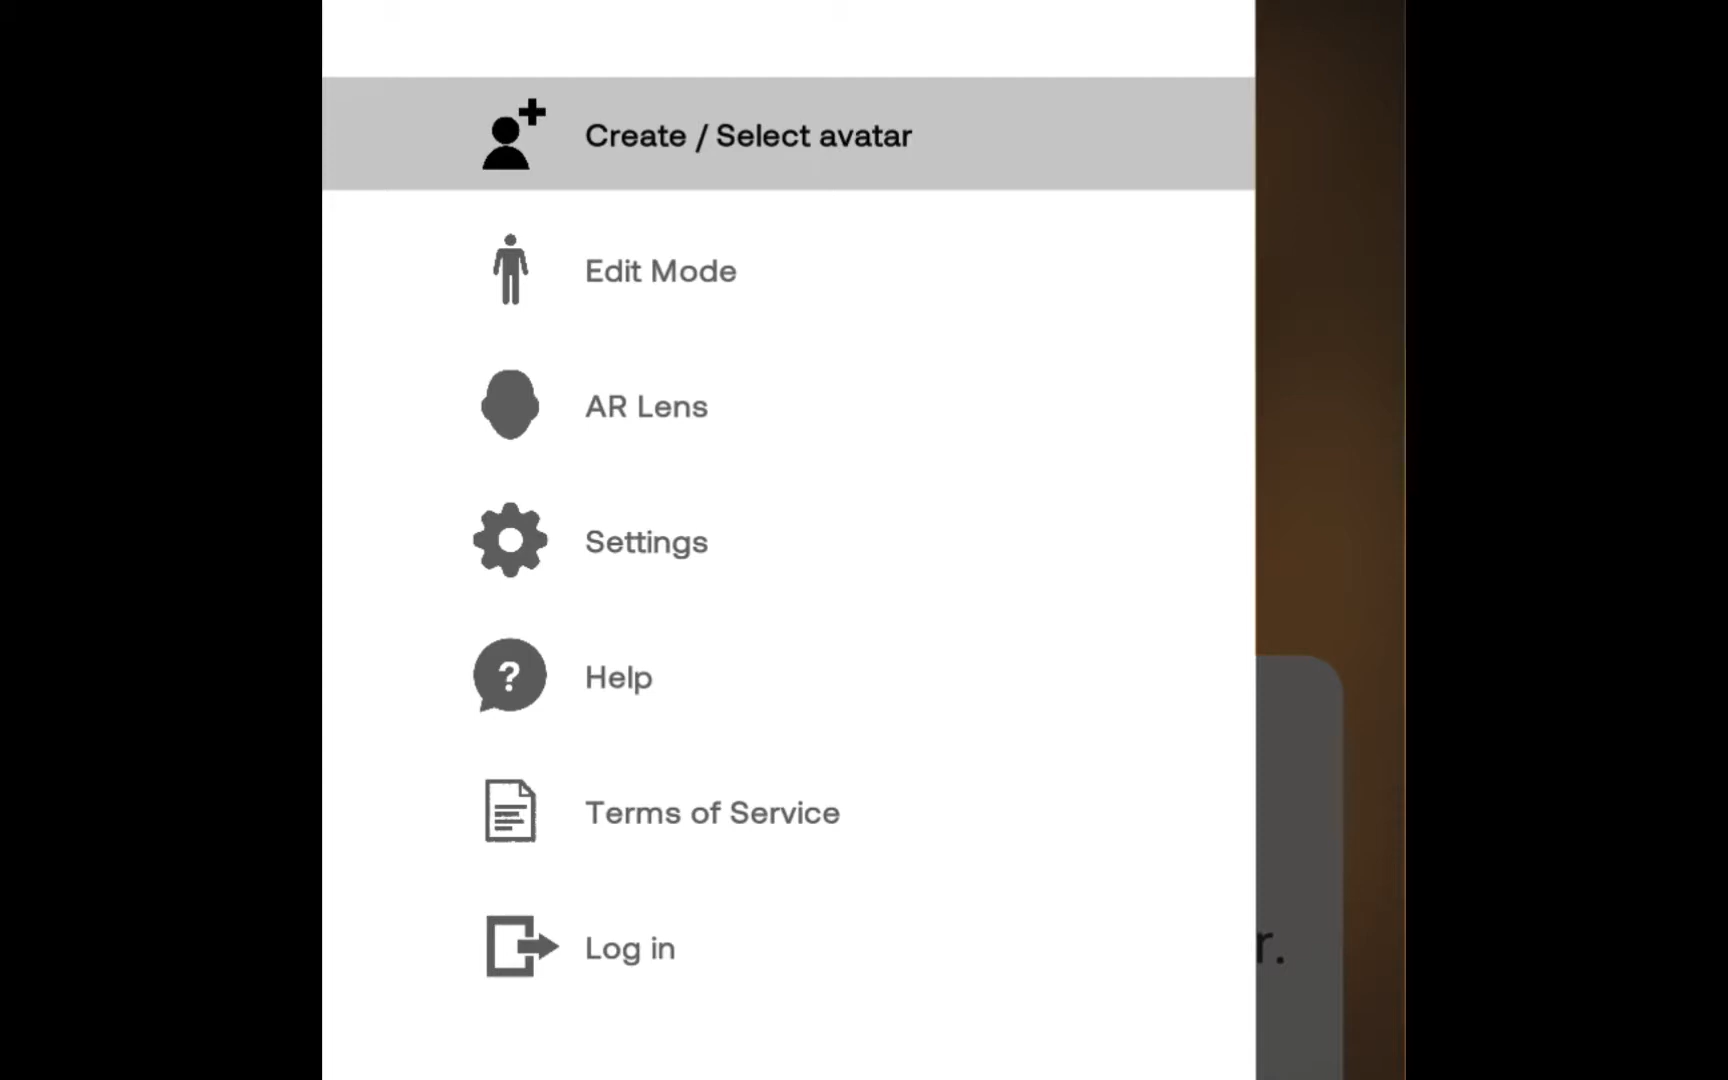 Create / Select avatar
Edit Mode
AR Lens
Settings
?
Help
Terms of Service
Log in
r.